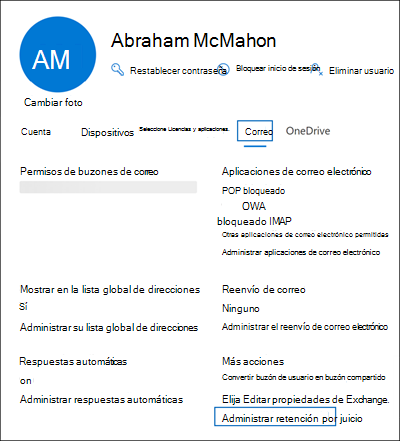 AM
Abraham McMahon
Restablecer contraseña Bloquear inicio de sesión Eliminar usuario
Cambiar foto
Cuenta Dispositivos Seleccione Licencias y aplicaciones. Correo OneDrive
Permisos de buzones de correo
Aplicaciones de correo electrónico
POP bloqueado
OWA
bloqueado IMAP
Otras aplicaciones de correo electrónico permitidas
Administrar aplicaciones de correo electrónico
Mostrar en la lista global de direcciones
Sí
Administrar su lista global de direcciones
Reenvío de correo
Ninguno
Administrar el reenvío de correo electrónico
Respuestas automáticas
on
Administrar respuestas automáticas
Más acciones
Convertir buzón de usuario en buzón compartido
Elija Editar propiedades de Exchange.
Administrar retención por juicio